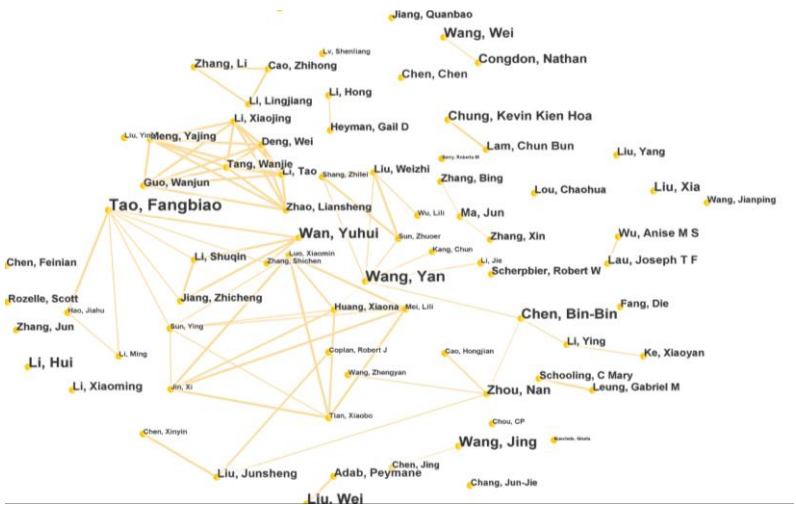 Jiang, Quanbao
Wang, Wei
Lv, Shenliang
Congdon, Nathan
Zhang, Li
Cao, Zhihong
Chen, Chen
Li, Hong
Li, Lingjiang
Li, Xiaojing
Chung, Kevin Kien Hoa
Heyman, Gail D
Meng, Yajing
Deng, Wei
Lam, Chun Bun
Liu, Yang
Tang, Wanjie
Li, Tao
Shang, Zhilei
Liu, Weizhi
Guo, Wanjun
Zhang, Bing
Lou, Chaohua
Liu, Xia
Wang, Jianping
Tao, Fangbiao
Zhao, Liansheng
Wu, Lili
Ma, Jun
Wan, Yuhui
Sun, Zhuoer
Zhang, Xin
Wu, Anise M S
Kang, Chun
Li, Shuqin
Luo, Xiaomin
Zhang, Shichen
Li, Jie
Lau, Joseph T F
Chen, Feinian
Scherpbier, Robert W
Wang, Yan
Rozelle, Scott
Jiang, Zhicheng
Hao, Jiahu
Huang, Xiaona
Mei, Lili
Fang, Die
Chen, Bin-Bin
Zhang, Jun
Sun, Ying
Li, Ying
Li, Ming
Coplan, Robert J
Cao, Hongjian
Ke, Xiaoyan
Li, Hui
Wang, Zhengyan
Schooling, C Mary
Li, Xiaoming
Jin, Xi
Zhou, Nan
Leung, Gabriel M
Tian, Xiaobo
Chou, CP
Chen, Xinyin
Wang, Jing
Chen, Jing
Liu, Junsheng
Adab, Peymane
Chang, Jun-Jie
Liu, Wei